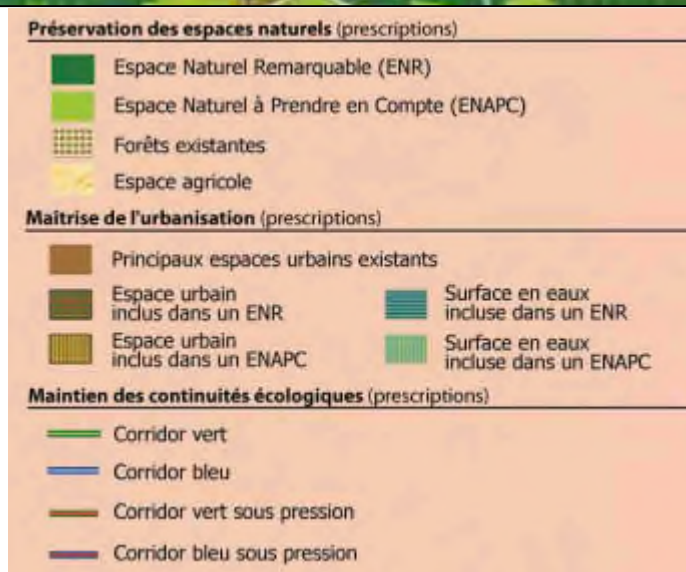 Préservation des espaces naturels (prescriptions)
Espace Naturel Remarquable (ENR)
Espace Naturel à Prendre en Compte (ENAPC)
Forêts existantes
Espace agricole
Maîtrise de l'urbanisation (prescriptions)
Principaux espaces urbains existants
Espace urbain
inclus dans un ENR
Surface en eaux
incluse dans un ENR
Espace urbain
inclus dans un ENAPC
Surface en eaux
incluse dans un ENAPC
Maintien des continuités écologiques (prescriptions)
Corridor vert
Corridor bleu
Corridor vert sous pression
Corridor bleu sous pression